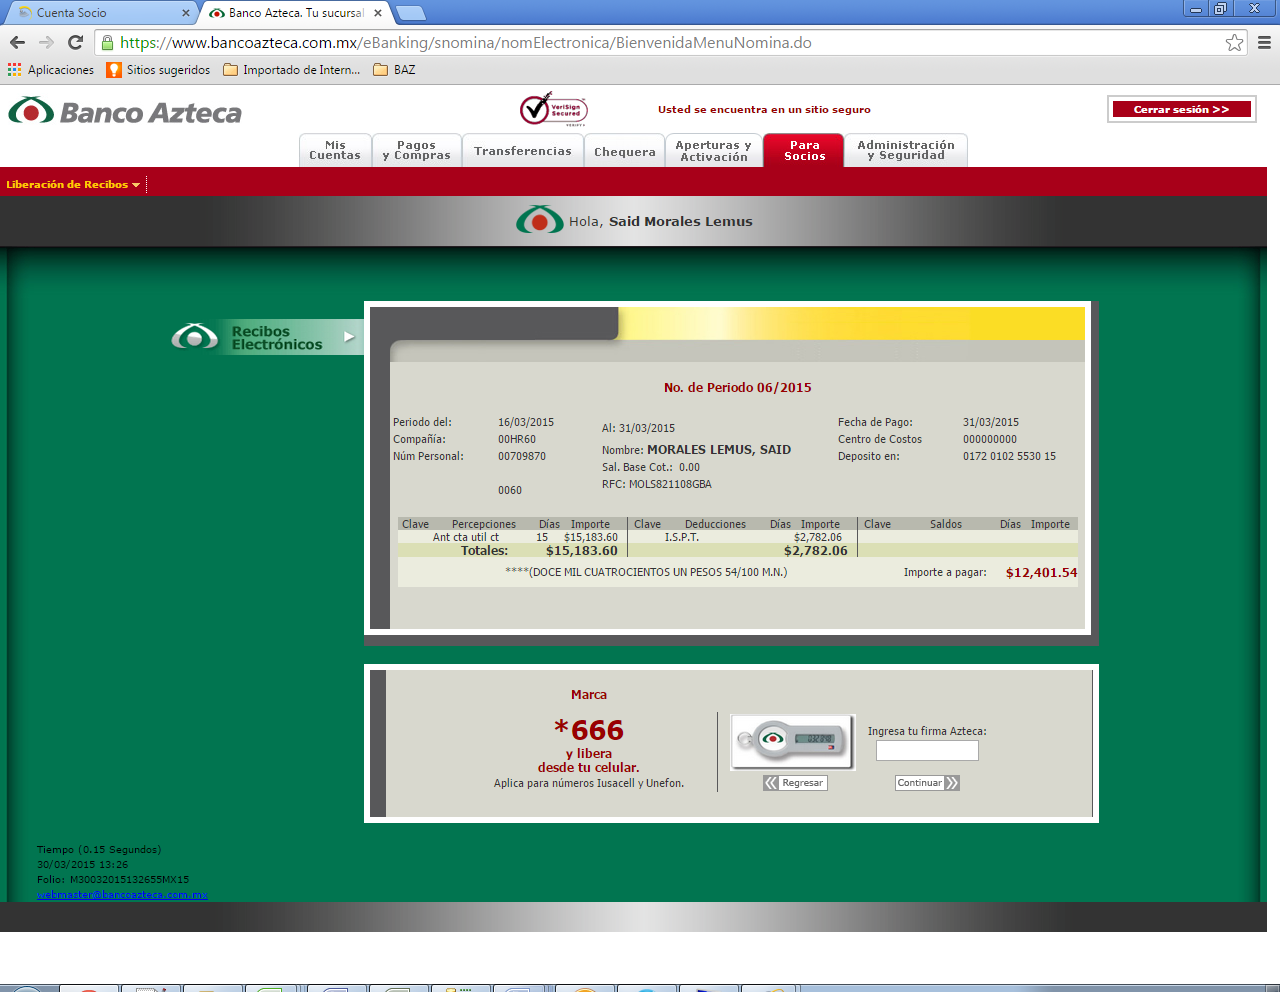 Cuenta Socio
Banco Azteca. Tu sucursal
https://www.bancoazteca.com.mx/eBanking/snomina/nomElectronica/BienvenidaMenuNomina.do
Aplicaciones Sitios sugeridos Importado de Intern... BAZ
Banco Azteca
VeriSign Secured
VERIFY
Usted se encuentra en un sitio seguro
Cerrar sesión >>
Mis Cuentas
Pagos y Compras
Transferencias
Chequera
Aperturas y Activación
Para Socios
Administración y Seguridad
Liberación de Recibos
Hola, Said Morales Lemus
Recibos
Electrónicos
No. de Periodo 06/2015
Periodo del: 16/03/2015 Al: 31/03/2015 Fecha de Pago: 31/03/2015
Compañía: 00HR60 Nombre: MORALES LEMUS, SAID Centro de Costos 000000000
Núm Personal: 00709870 Sal. Base Cot.: 0.00 Deposito en: 0172 0102 5530 15
0060 RFC: MOLS821108GBA
Clave Percepciones Días Importe Clave Deducciones Días Importe Clave Saldos Días Importe
Ant cta util ct 15 $15,183.60 I.S.P.T. $2,782.06
Totales: $15,183.60 $2,782.06
****(DOCE MIL CUATROCIENTOS UN PESOS 54/100 M.N.) Importe a pagar: $12,401.54
Marca
*666
y libera
desde tu celular.
Aplica para números Iusacell y Unefon.
Regresar
Ingresa tu firma Azteca:
Continuar
Tiempo (0.15 Segundos)
30/03/2015 13:26
Folio: M30032015132655MX15
webmaster@bancoazteca.com.mx